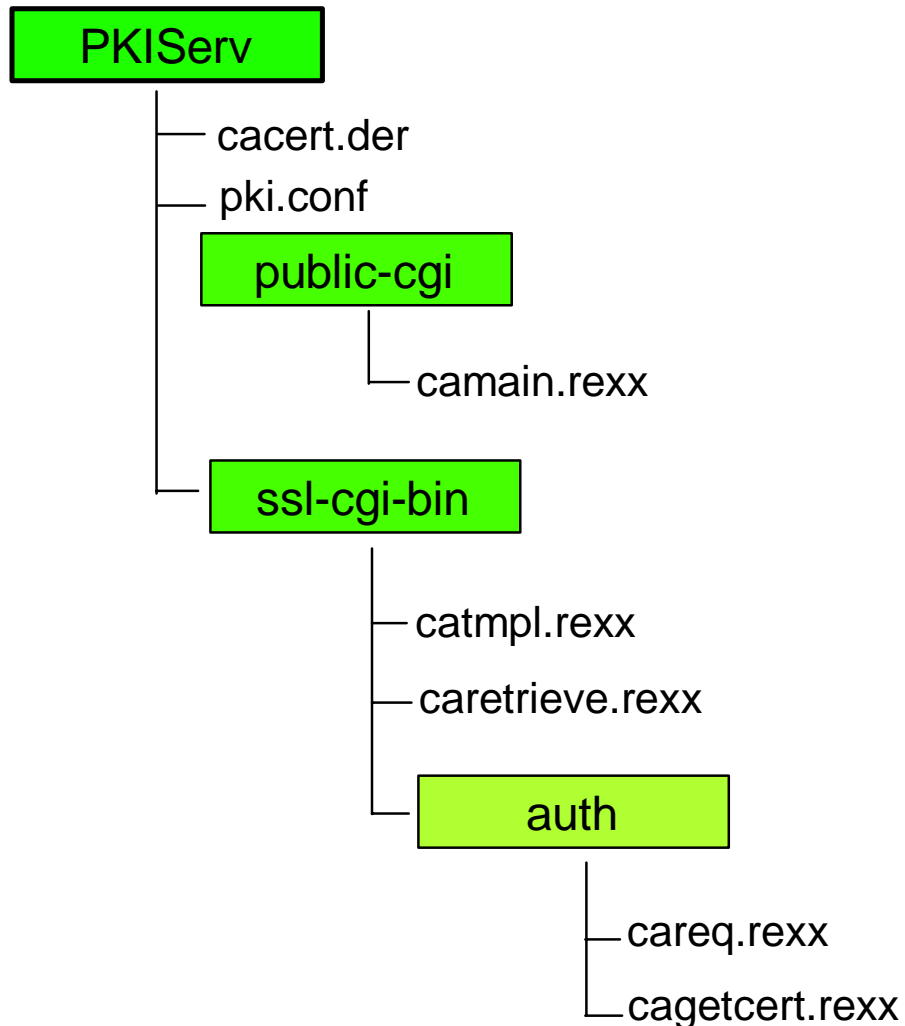 PKIServ
cacert.der
pki.conf
public-cgi
camain.rexx
ssl-cgi-bin
catmpl.rexx
caretrieve.rexx
auth
careq.rexx
cagetcert.rexx